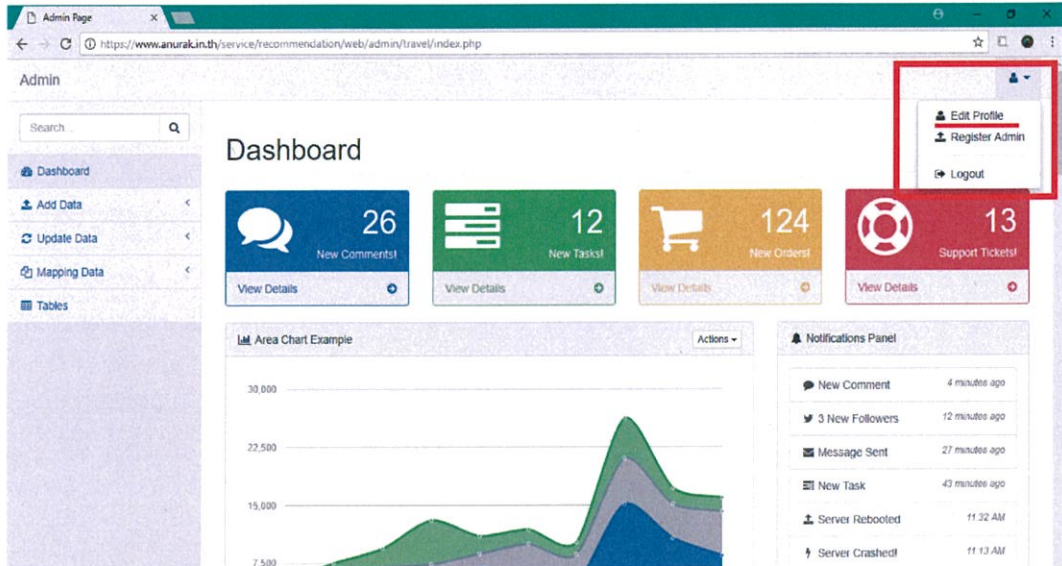 Admin Page
https://www.anurak.in.th/service/recommendation/web/admin/travel/index.php
Admin
Edit Profile
Register Admin
Logout
Search...
Dashboard
Add Data
Update Data
Mapping Data
Tables
Dashboard
26
New Comments!
View Details
12
New Tasks!
View Details
124
New Orders!
View Details
13
Support Tickets!
View Details
Area Chart Example
Actions
30,000
22,500
15,000
7,500
Notifications Panel
New Comment 4 minutes ago
3 New Followers 12 minutes ago
Message Sent 27 minutes ago
New Task 43 minutes ago
Server Rebooted 11:32 AM
Server Crashed! 11:13 AM